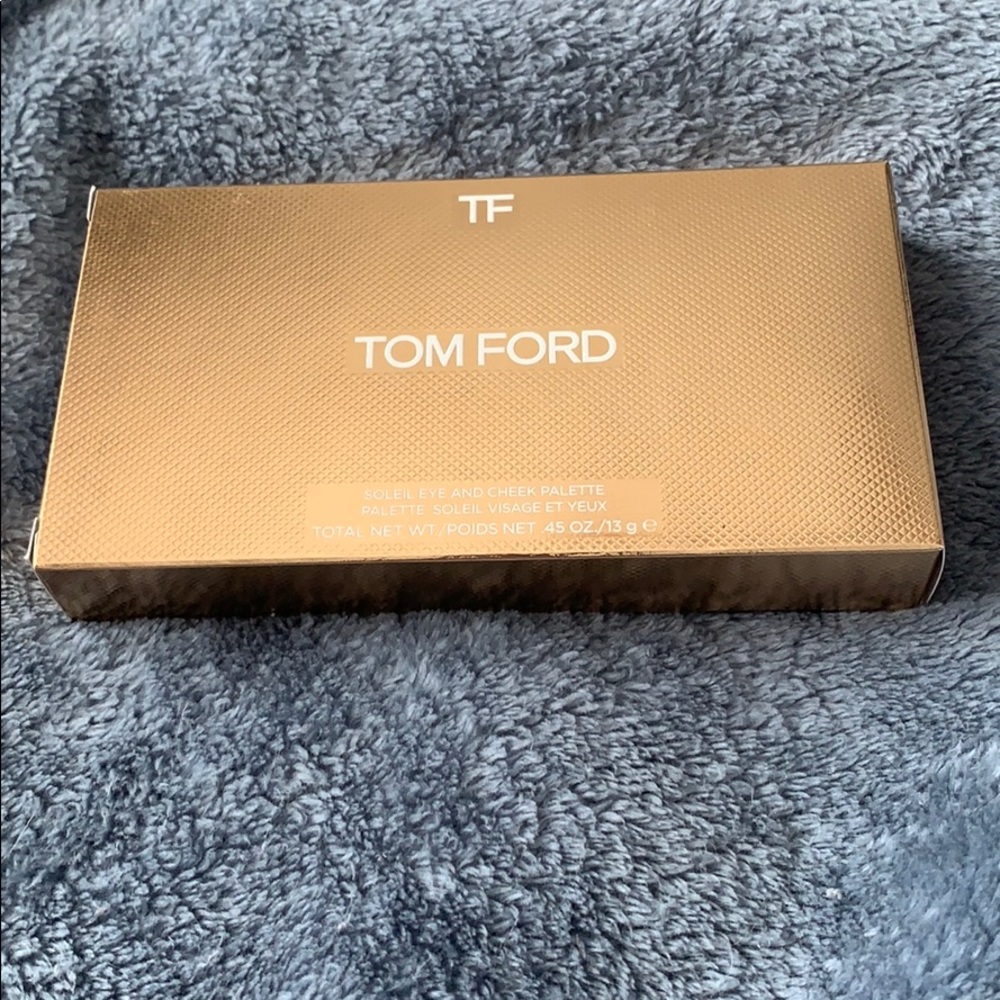 TF
TOM FORD
SOLEIL EYE AND CHEEK PALETTE
PALETTE SOLEIL VISAGE ET YEUX
TOTAL NET WT./POIDS NET .45 OZ./13 g ℮